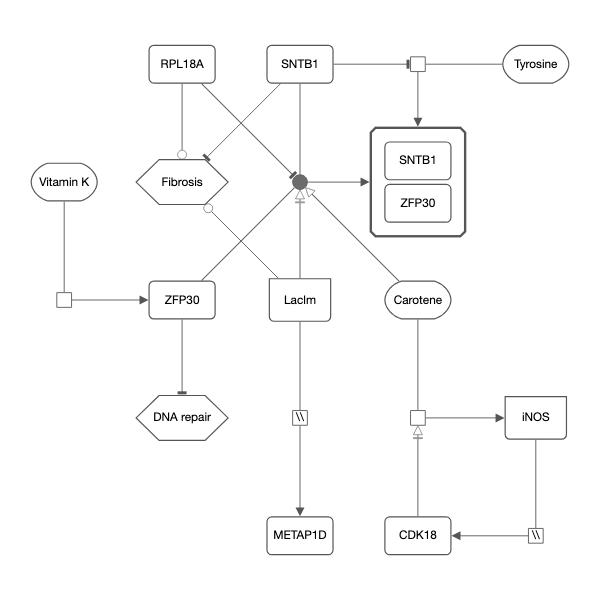 RPL18A
SNTB1
Tyrosine
SNTB1
Vitamin K
Fibrosis
ZFP30
ZFP30
LacIm
Carotene
DNA repair
\\
iNOS
METAP1D
CDK18
\\